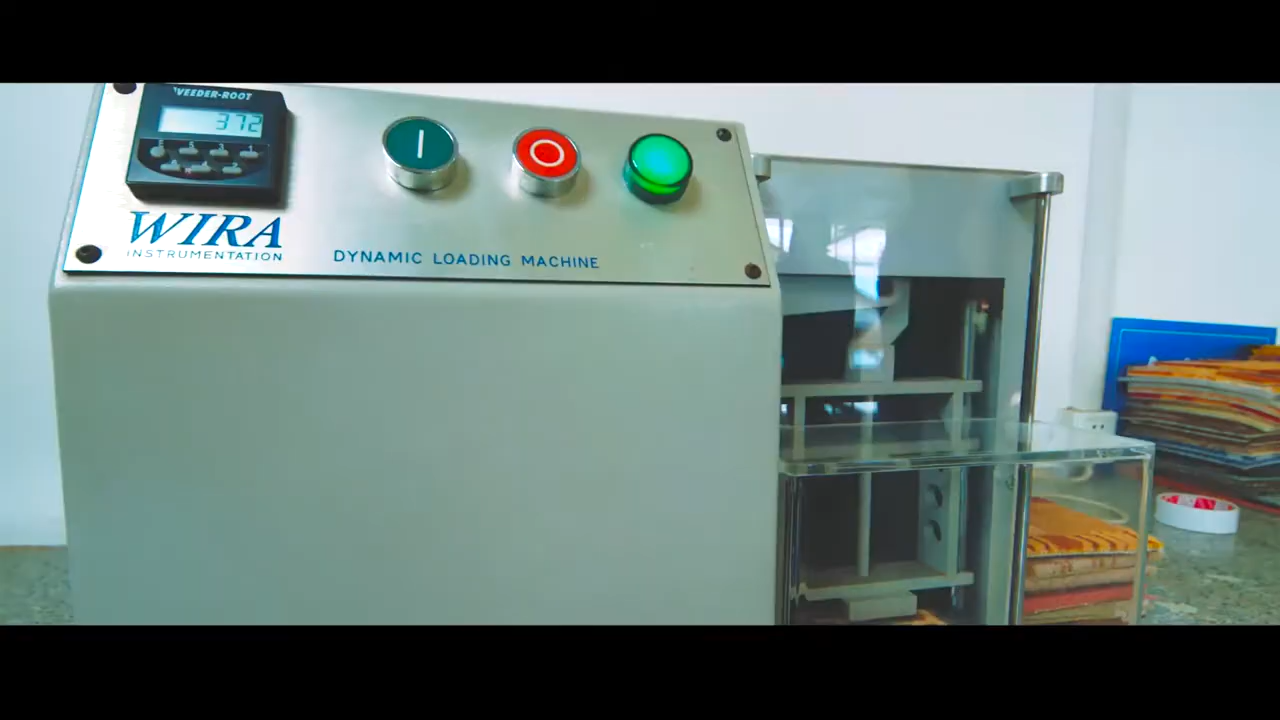 VEEDER-ROOT
372
WIRA
INSTRUMENTATION
DYNAMIC LOADING MACHINE